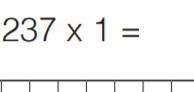 237 x 1 =